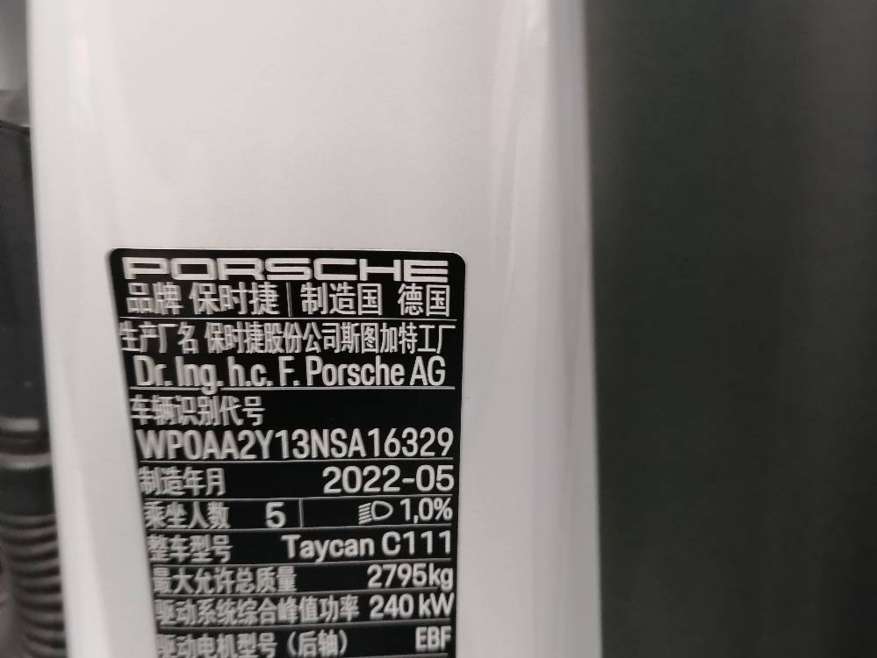 PORSCHE
品牌 保时捷 制造国 德国
生产厂名 保时捷股份公司斯图加特工厂
Dr. Ing. h.c. F. Porsche AG
车辆识别代号
WP0AA2Y13NSA16329
制造年月 2022-05
乘坐人数 5 1,0%
整车型号 Taycan C111
最大允许总质量 2795kg
驱动系统综合峰值功率 240 kW
驱动电机型号（后轴） EBF